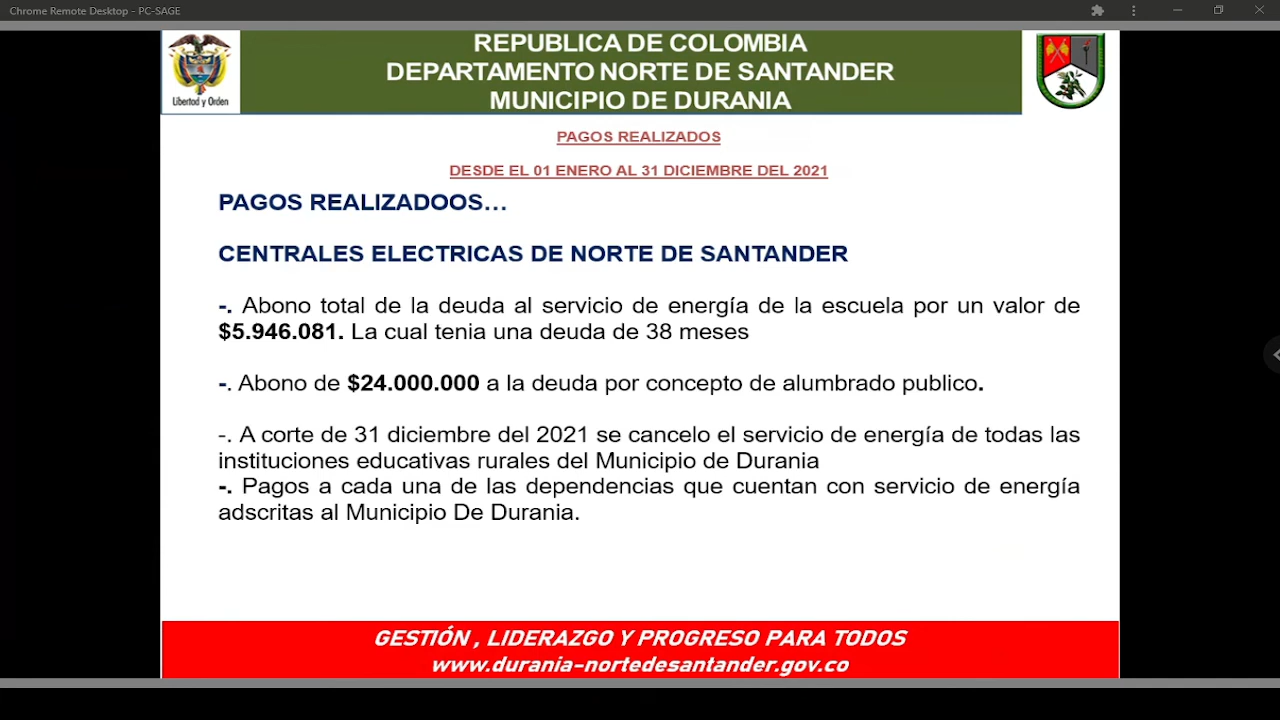 Chrome Remote Desktop - PC-SAGE
REPUBLICA DE COLOMBIA
DEPARTAMENTO NORTE DE SANTANDER
MUNICIPIO DE DURANIA
Libertad y Orden
PAGOS REALIZADOS
DESDE EL 01 ENERO AL 31 DICIEMBRE DEL 2021
PAGOS REALIZADOOS…
CENTRALES ELECTRICAS DE NORTE DE SANTANDER
-. Abono total de la deuda al servicio de energía de la escuela por un valor de
$5.946.081. La cual tenia una deuda de 38 meses
-. Abono de $24.000.000 a la deuda por concepto de alumbrado publico.
-. A corte de 31 diciembre del 2021 se cancelo el servicio de energía de todas las
instituciones educativas rurales del Municipio de Durania
-. Pagos a cada una de las dependencias que cuentan con servicio de energía
adscritas al Municipio De Durania.
GESTIÓN , LIDERAZGO Y PROGRESO PARA TODOS
www.durania-nortedesantander.gov.co